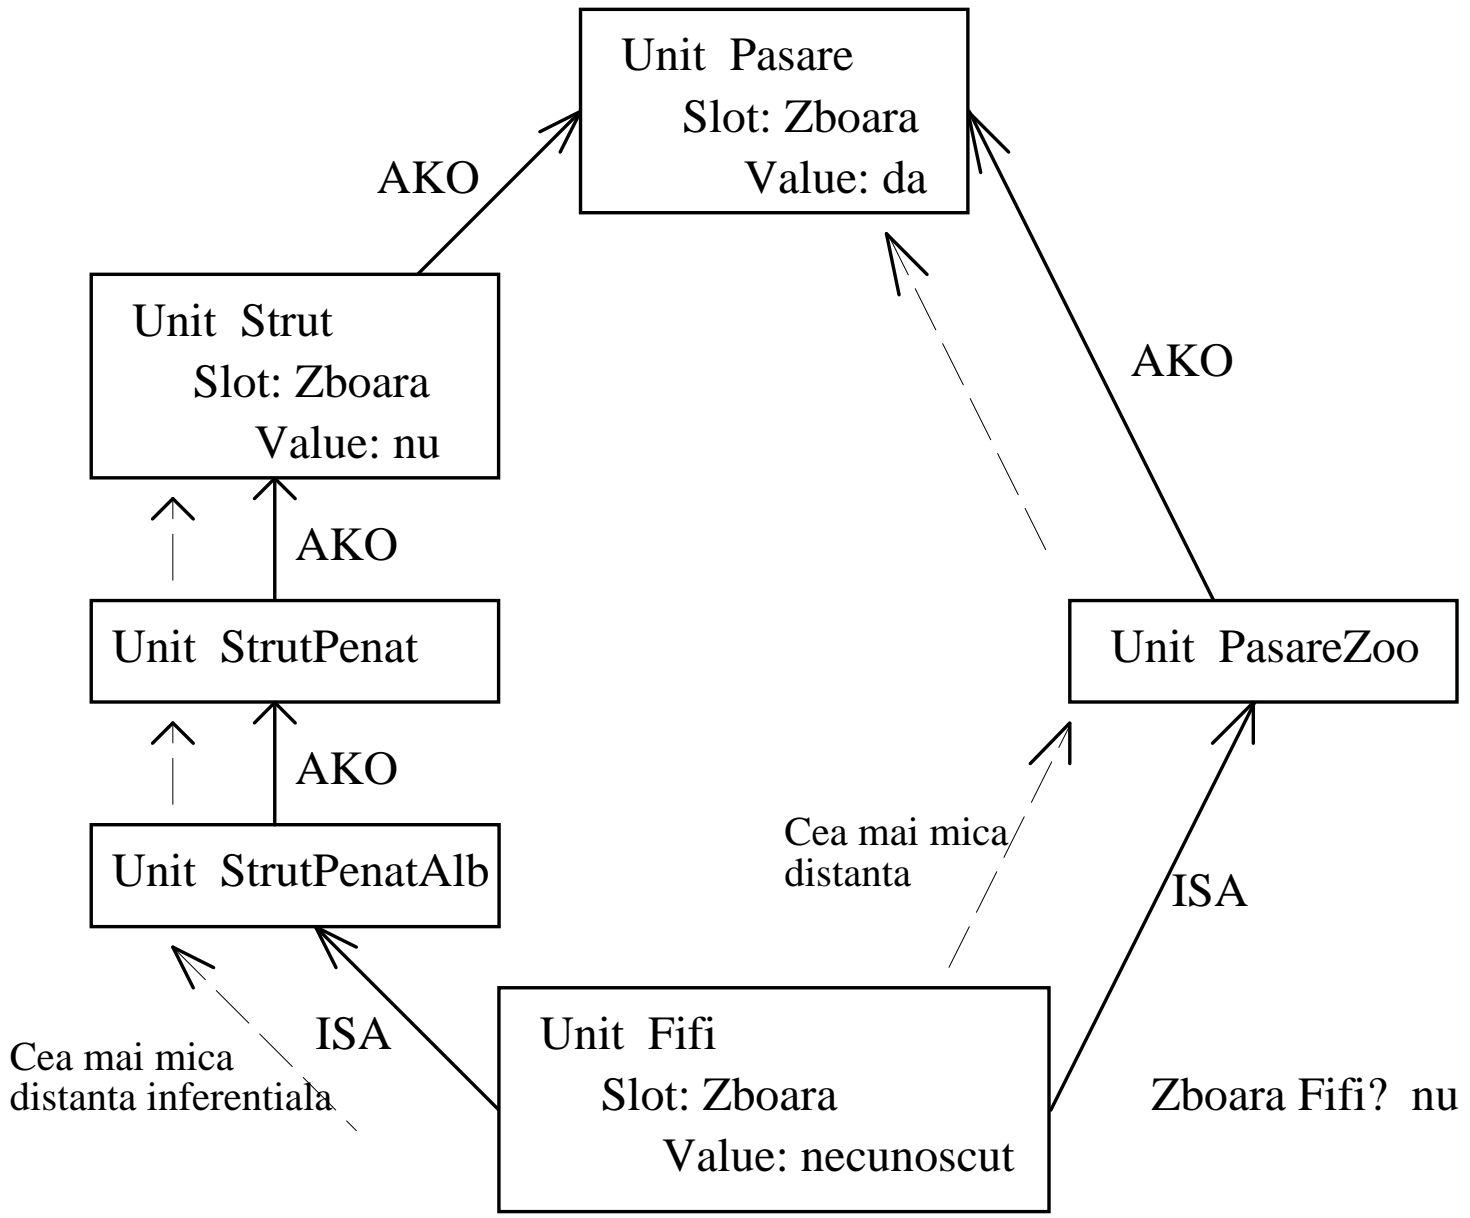 Unit Pasare
Slot: Zboara
Value: da
AKO
Unit Strut
Slot: Zboara
Value: nu
AKO
AKO
Unit StrutPenat
Unit PasareZoo
AKO
Cea mai mica
distanta
Unit StrutPenatAlb
ISA
ISA
Unit Fifi
Slot: Zboara
Value: necunoscut
Cea mai mica
distanta inferentiala
Zboara Fifi? nu